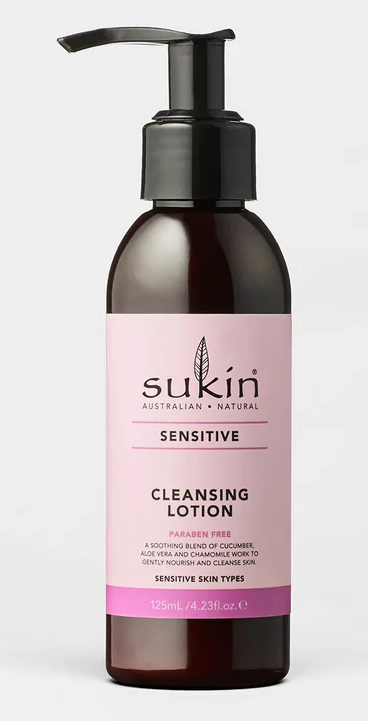 sukin®
AUSTRALIAN • NATURAL
SENSITIVE
CLEANSING
LOTION
PARABEN FREE
A SOOTHING BLEND OF CUCUMBER,
ALOE VERA AND CHAMOMILE WORK TO
GENTLY NOURISH AND CLEANSE SKIN.
SENSITIVE SKIN TYPES
125mL/4.23fl.oz.℮